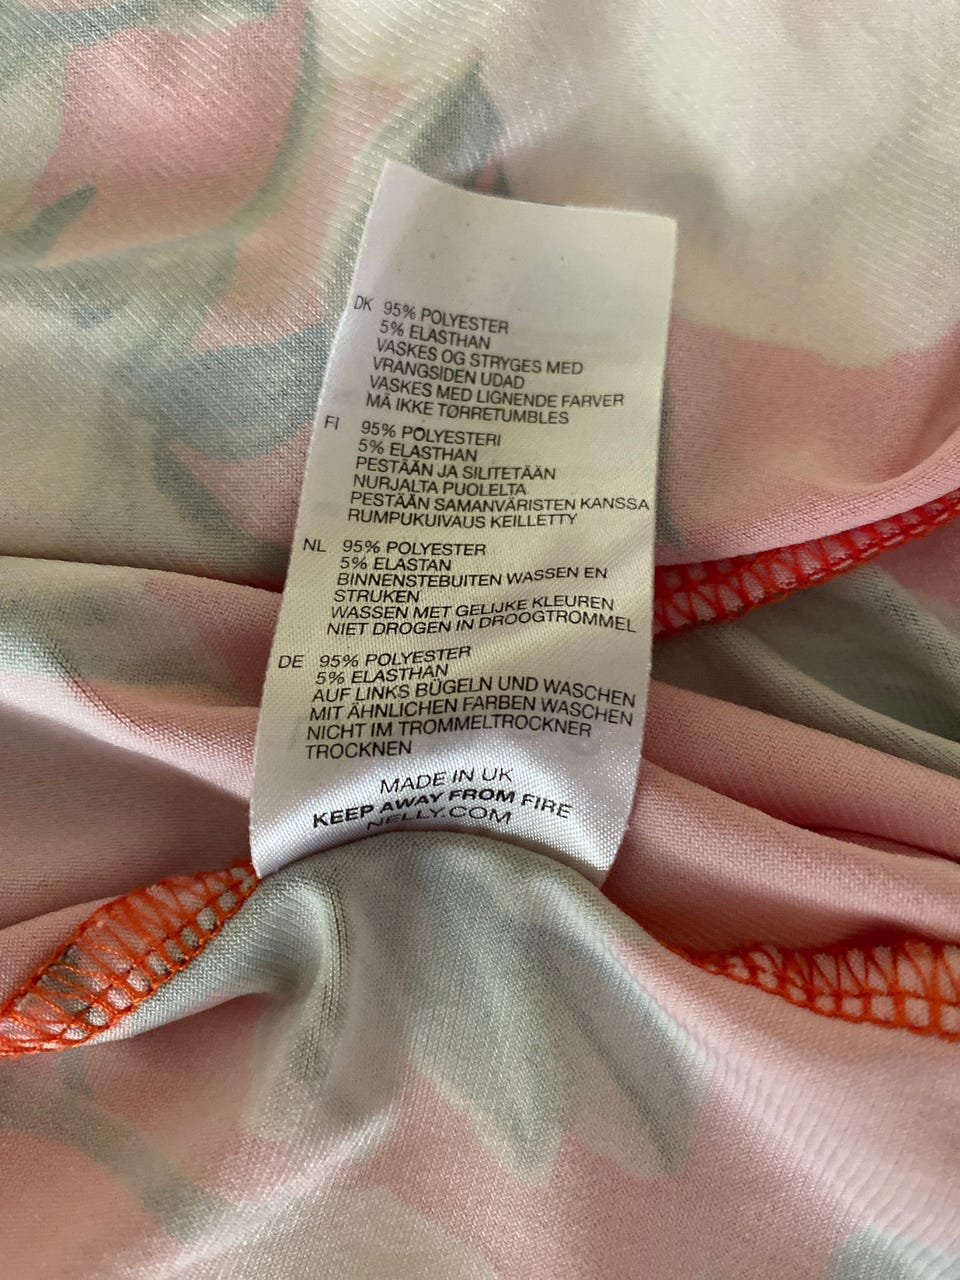 DK 95% POLYESTER
5% ELASTHAN
VASKES OG STRYGES MED
VRANGSIDEN UDAD
VASKES MED LIGNENDE FARVER
MÅ IKKE TØRRETUMBLES
FI 95% POLYESTERI
5% ELASTHAN
PESTÄÄN JA SILITETÄÄN
NURJALTA PUOLELTA
PESTÄÄN SAMANVÄRISTEN KANSSA
RUMPUKUIVAUS KEILLETTY
NL 95% POLYESTER
5% ELASTAN
BINNENSTEBUITEN WASSEN EN
STRUKEN
WASSEN MET GELIJKE KLEUREN
NIET DROGEN IN DROOGTROMMEL
DE 95% POLYESTER
5% ELASTHAN
AUF LINKS BÜGELN UND WASCHEN
MIT ÄHNLICHEN FARBEN WASCHEN
NICHT IM TROMMELTROCKNER
TROCKNEN
MADE IN UK
KEEP AWAY FROM FIRE
NELLY.COM